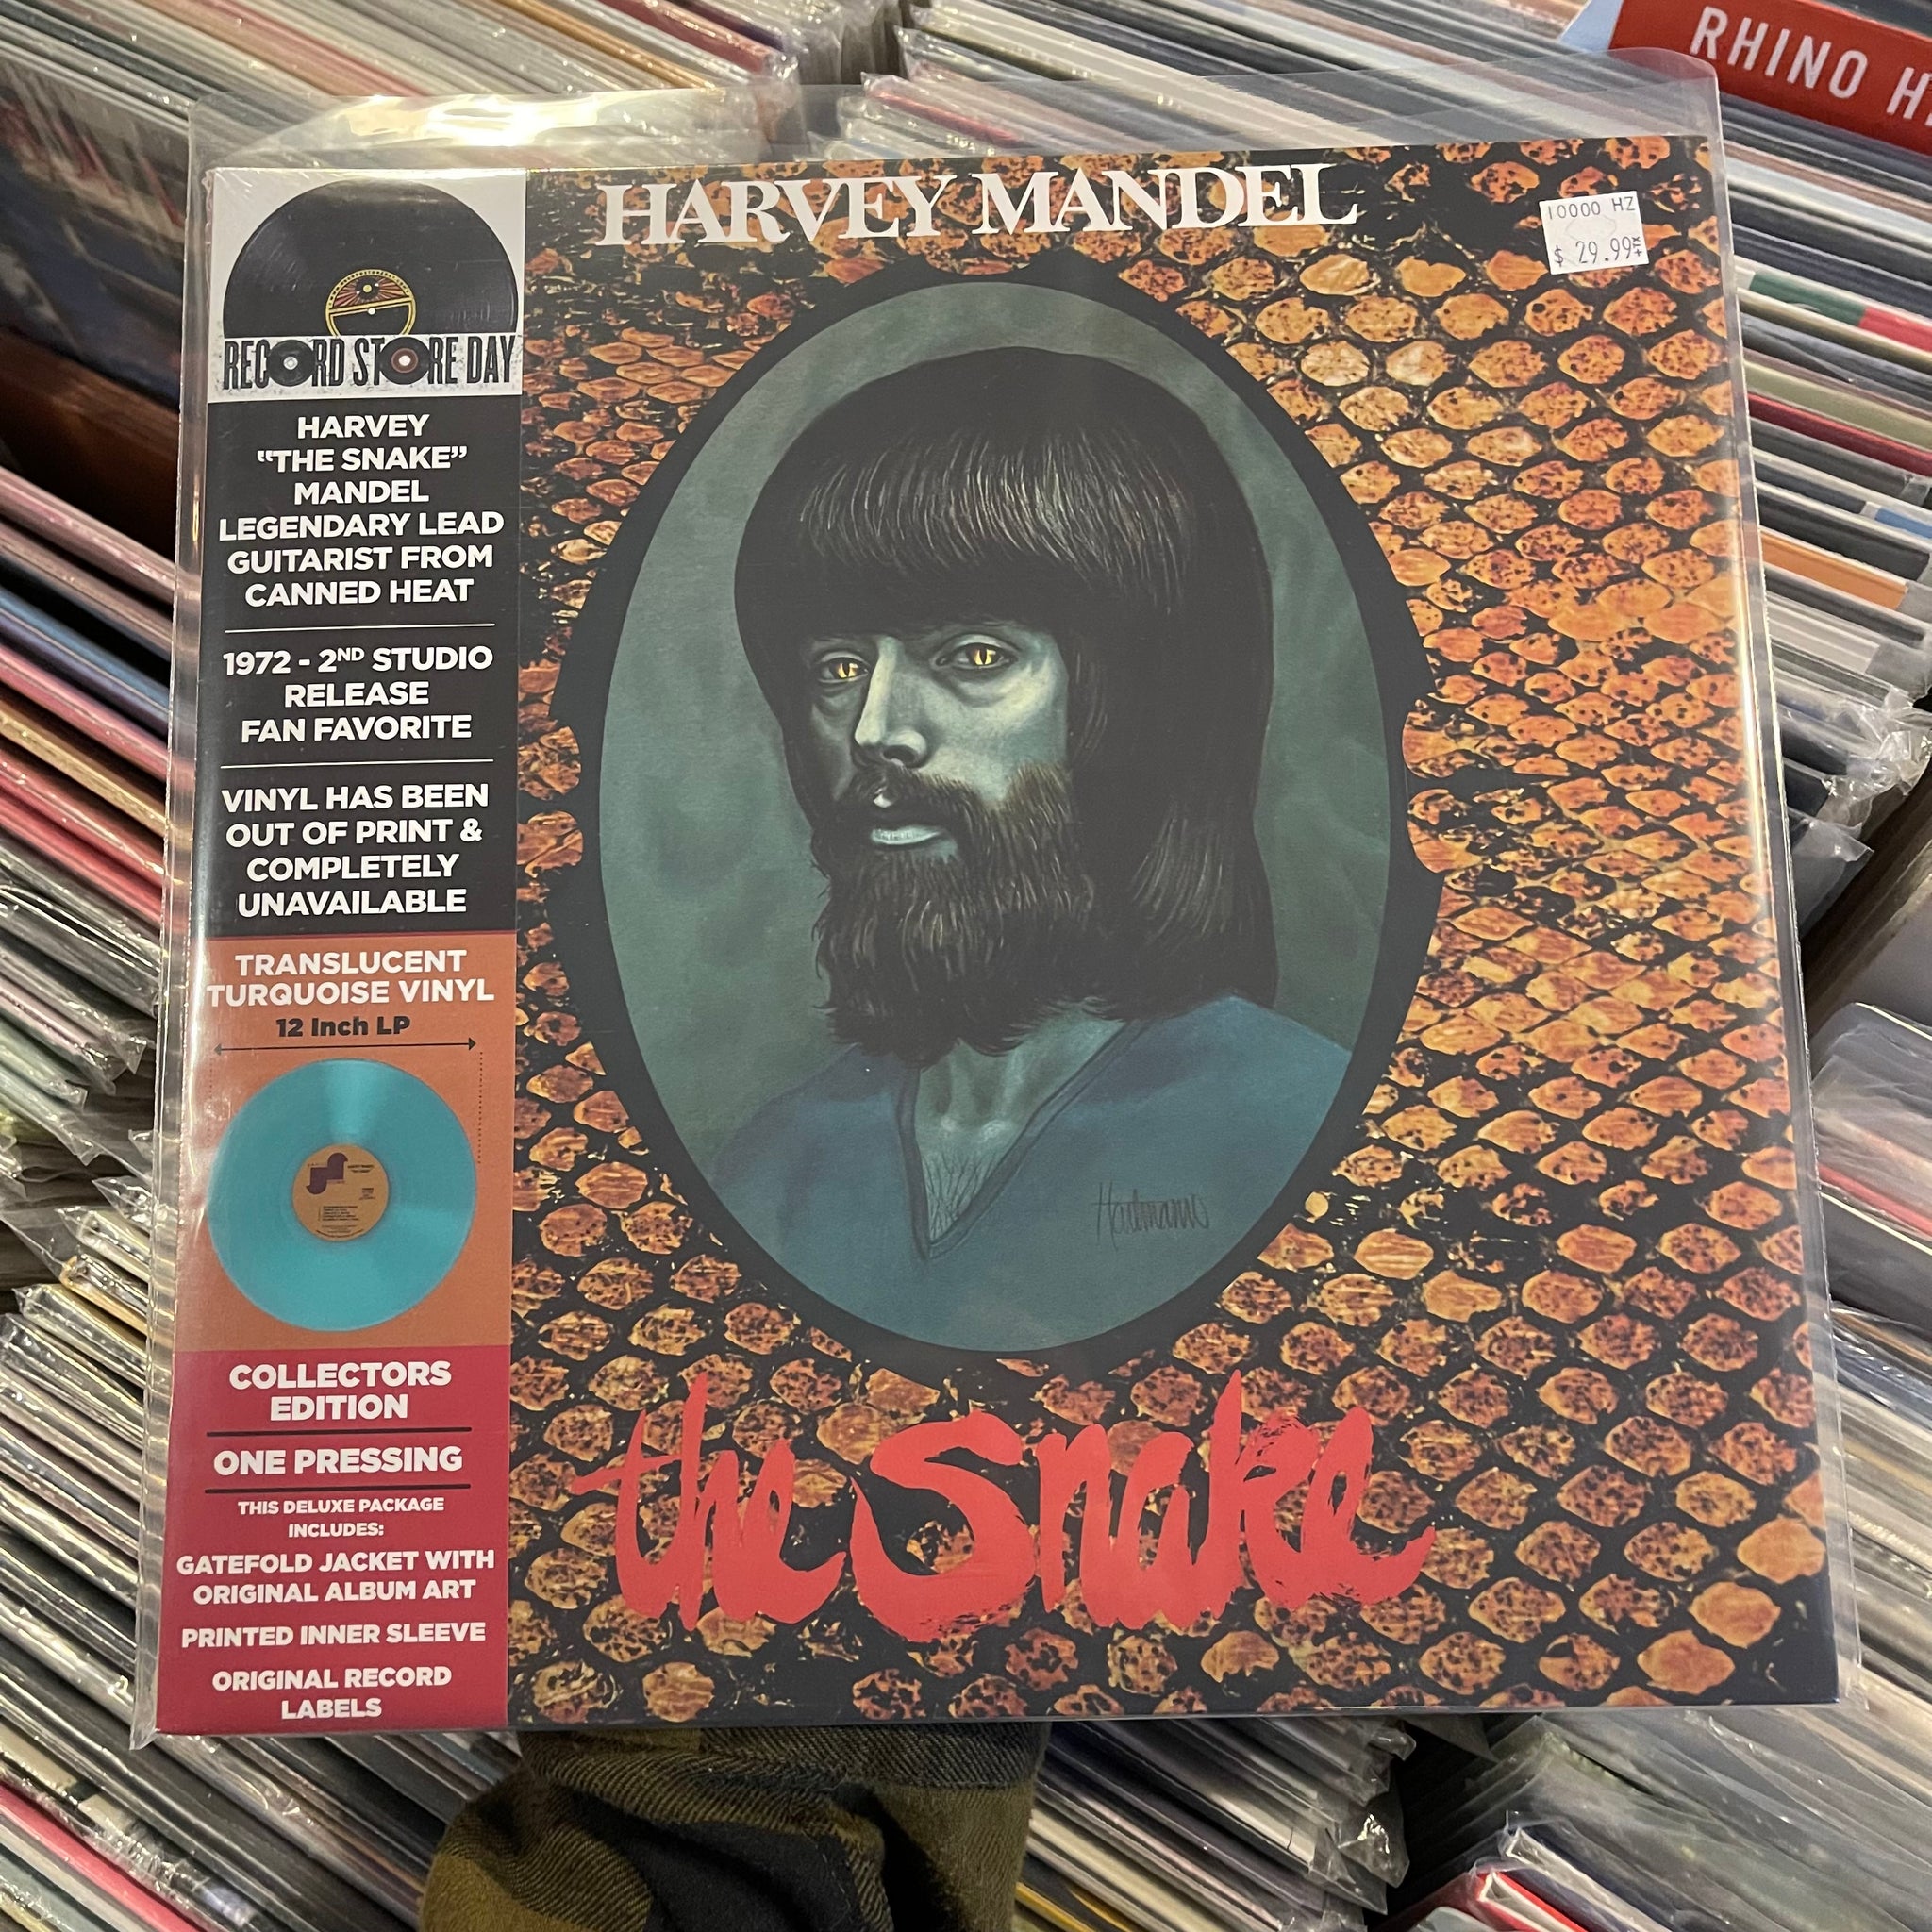 RHINO H
HARVEY MANDEL
10000 HZ
$ 29.99
RECORD STORE DAY
HARVEY
“THE SNAKE”
MANDEL
LEGENDARY LEAD
GUITARIST FROM
CANNED HEAT
1972 - 2ND STUDIO
RELEASE
FAN FAVORITE
VINYL HAS BEEN
OUT OF PRINT &
COMPLETELY
UNAVAILABLE
TRANSLUCENT
TURQUOISE VINYL
12 Inch LP
COLLECTORS
EDITION
ONE PRESSING
THIS DELUXE PACKAGE
INCLUDES:
GATEFOLD JACKET WITH
ORIGINAL ALBUM ART
PRINTED INNER SLEEVE
ORIGINAL RECORD
LABELS
the Snake